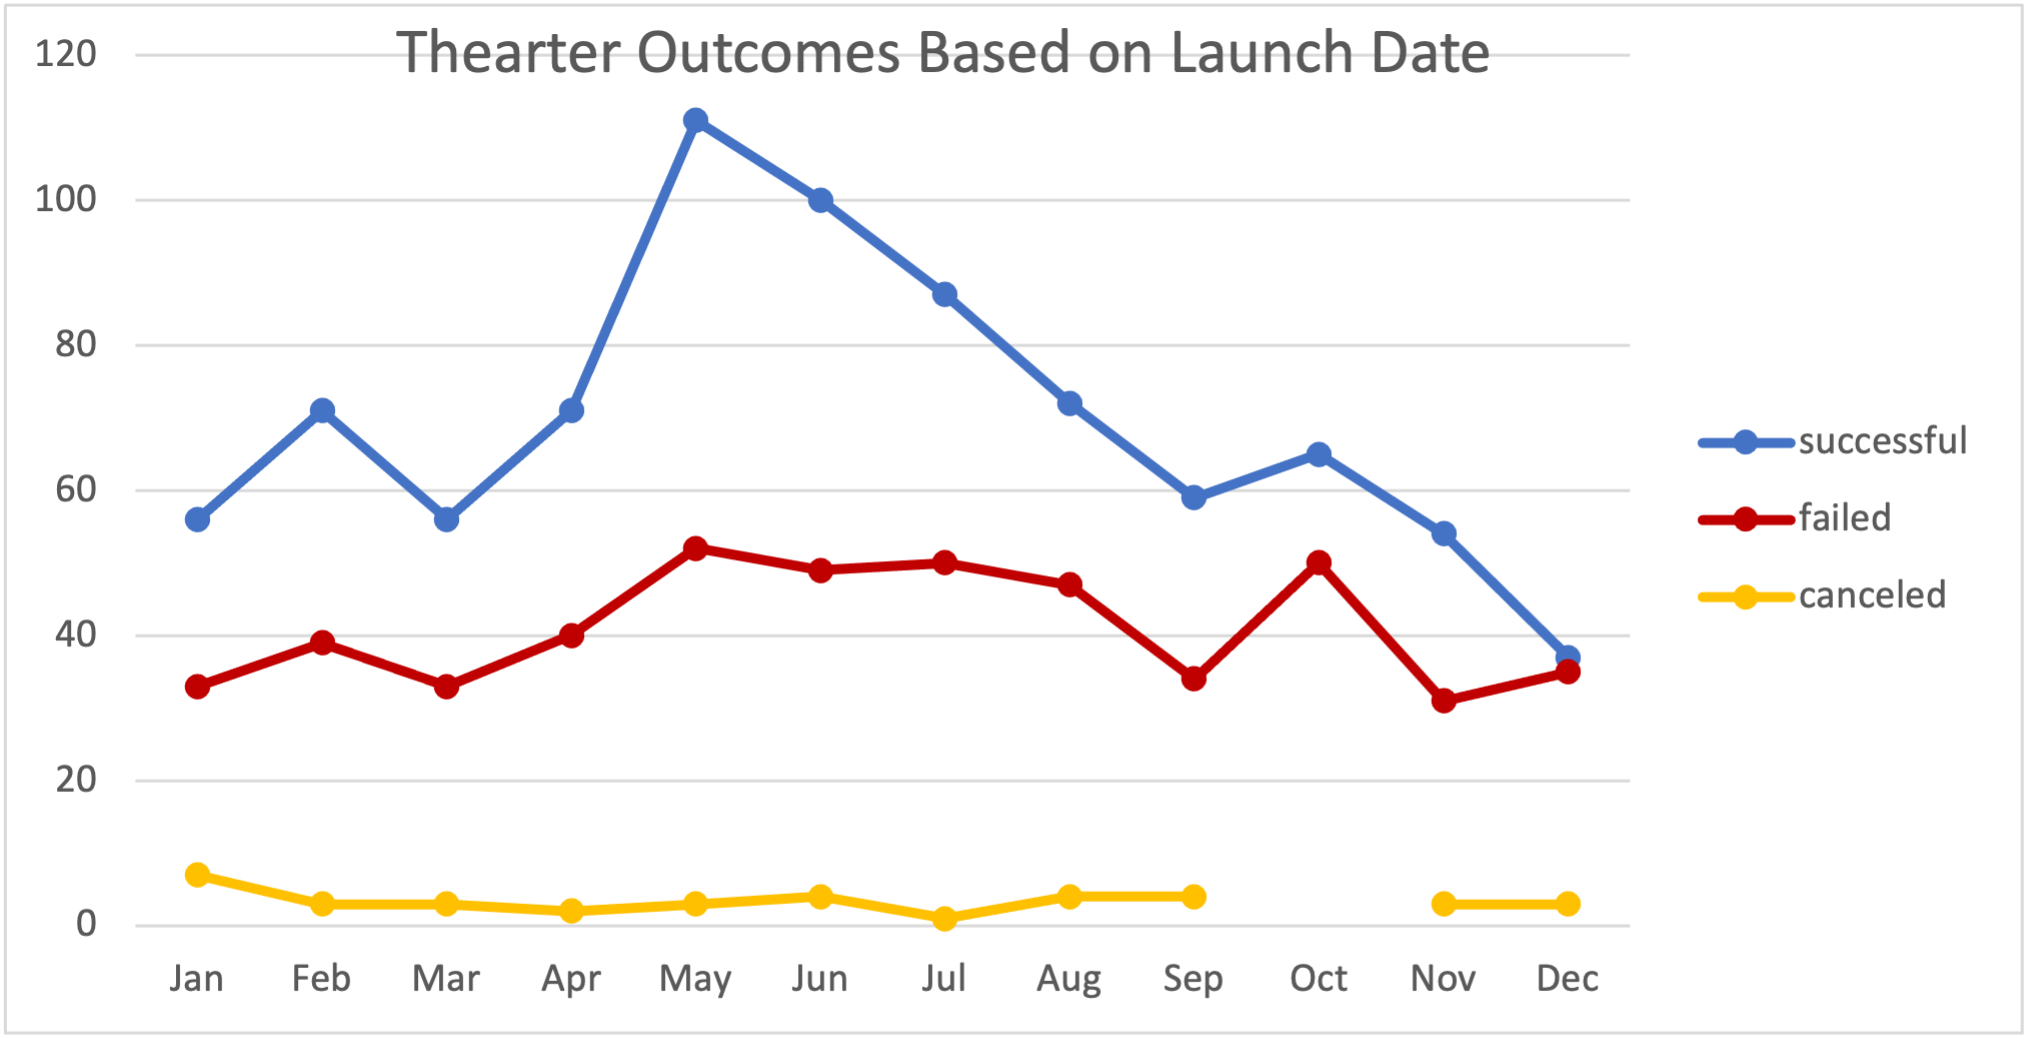 Thearter Outcomes Based on Launch Date
120
100
80
60
40
20
0
Jan Feb Mar Apr May Jun Jul Aug Sep Oct Nov Dec
successful
failed
canceled